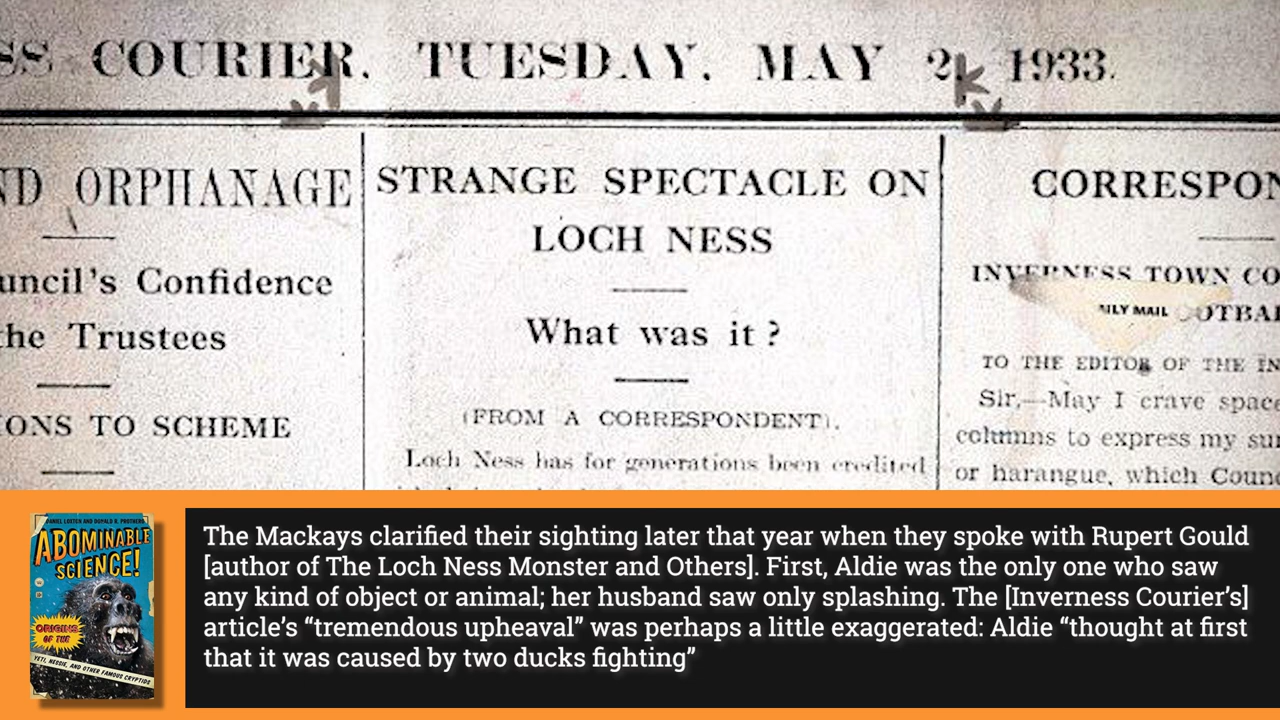 SS COURIER. TUESDAY, MAY 2, 1933.
ND ORPHANAGE
uncil's Confidence
the Trustees
IONS TO SCHEME
STRANGE SPECTACLE ON
LOCH NESS
What was it?
(FROM A CORRESPONDENT).
Loch Ness has for generations been credited
CORRESPON
INVERNESS TOWN CO
AILY MAIL OOTBAL
TO THE EDITOR OF THE IN
Sir,—May I crave space
columns to express my sur
or harangue, which Counc
DANIEL LOXTON AND DONALD R. PROTHERO
ABOMINABLE
SCIENCE!
ORIGINS
OF THE
YETI, NESSIE, AND OTHER FAMOUS CRYPTIDS
The Mackays clarified their sighting later that year when they spoke with Rupert Gould
[author of The Loch Ness Monster and Others]. First, Aldie was the only one who saw
any kind of object or animal; her husband saw only splashing. The [Inverness Courier’s]
article’s “tremendous upheaval” was perhaps a little exaggerated: Aldie “thought at first
that it was caused by two ducks fighting”